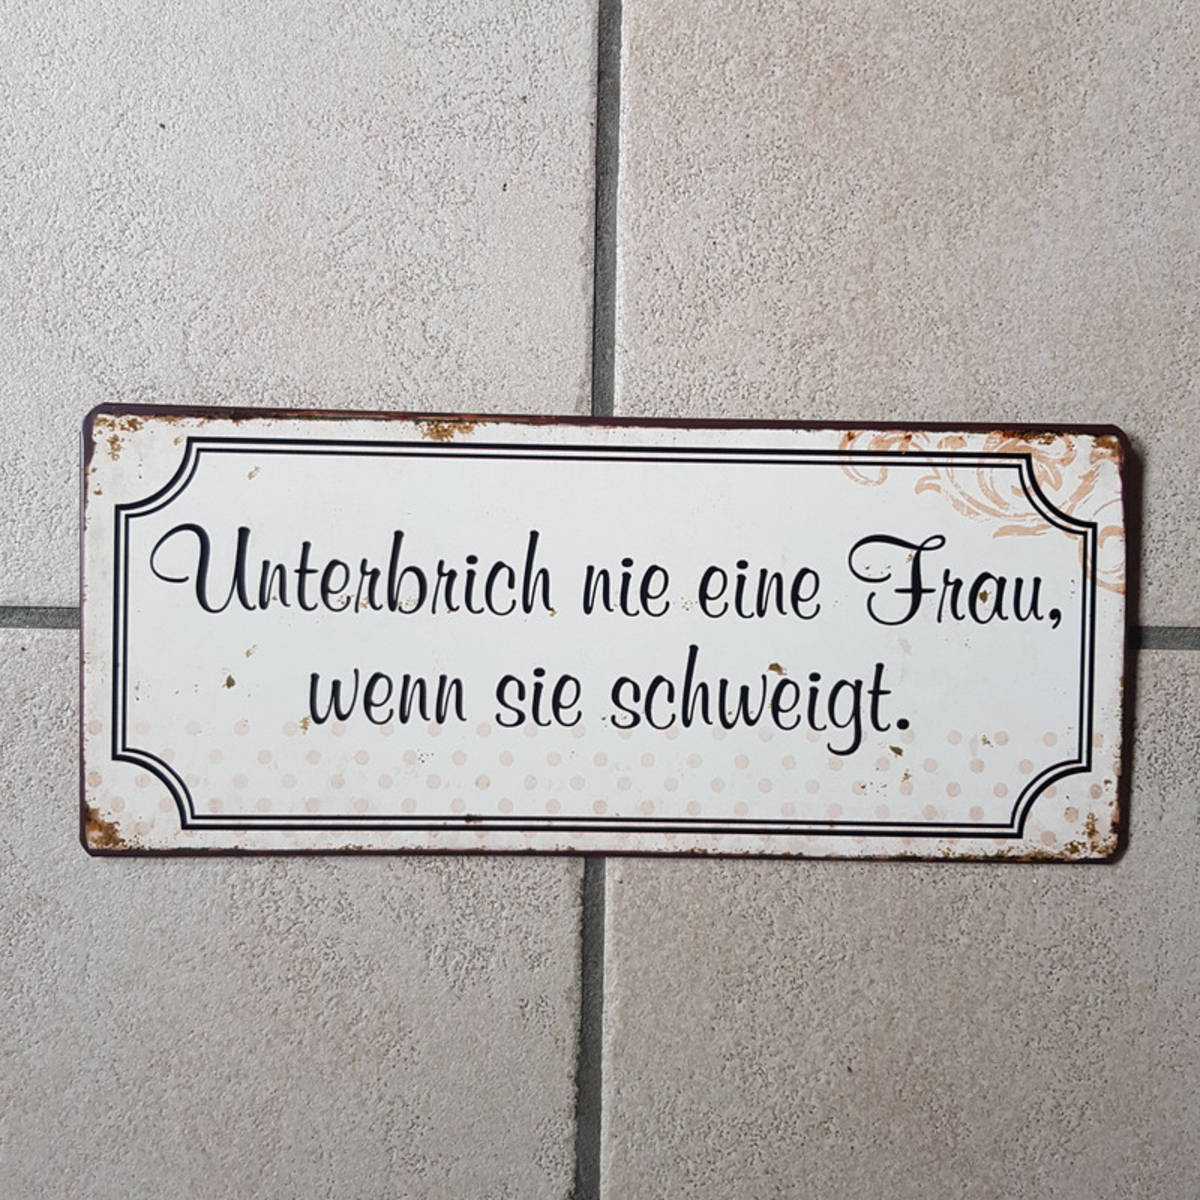 Unterbrich nie eine Frau,
wenn sie schweigt.